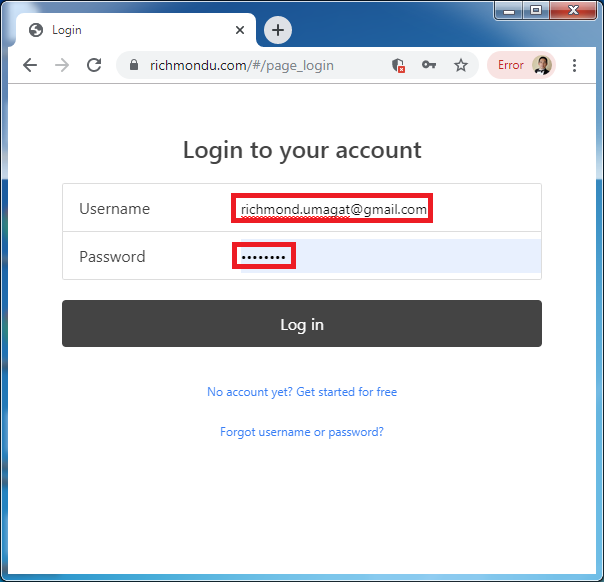 Login
richmondu.com/#/page_login
Error
Login to your account
Username
richmond.umagat@gmail.com
Password
••••••••
Log in
No account yet? Get started for free
Forgot username or password?